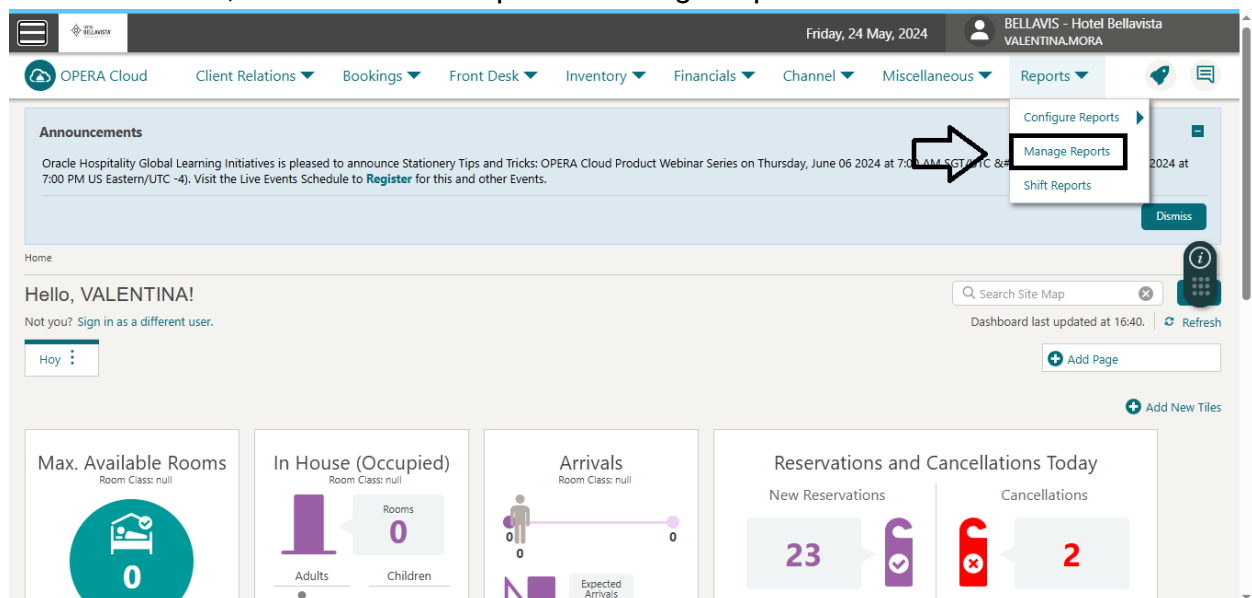 HOTEL BELLAVISTA
Friday, 24 May, 2024
BELLAVIS - Hotel Bellavista
VALENTINA.MORA
OPERA Cloud Client Relations Bookings Front Desk Inventory Financials Channel Miscellaneous Reports
Configure Reports
Manage Reports
Shift Reports
Announcements
Oracle Hospitality Global Learning Initiatives is pleased to announce Stationery Tips and Tricks: OPERA Cloud Product Webinar Series on Thursday, June 06 2024 at 7:00 AM SGT/UTC &# 2024 at
7:00 PM US Eastern/UTC -4). Visit the Live Events Schedule to Register for this and other Events.
Dismiss
Home
Hello, VALENTINA!
Search Site Map
Not you? Sign in as a different user.
Dashboard last updated at 16:40. Refresh
Hoy
Add Page
Add New Tiles
Max. Available Rooms
Room Class: null
0
In House (Occupied)
Room Class: null
Rooms
0
Adults Children
Arrivals
Room Class: null
0 0
0
Expected
Arrivals
Reservations and Cancellations Today
New Reservations Cancellations
23 2